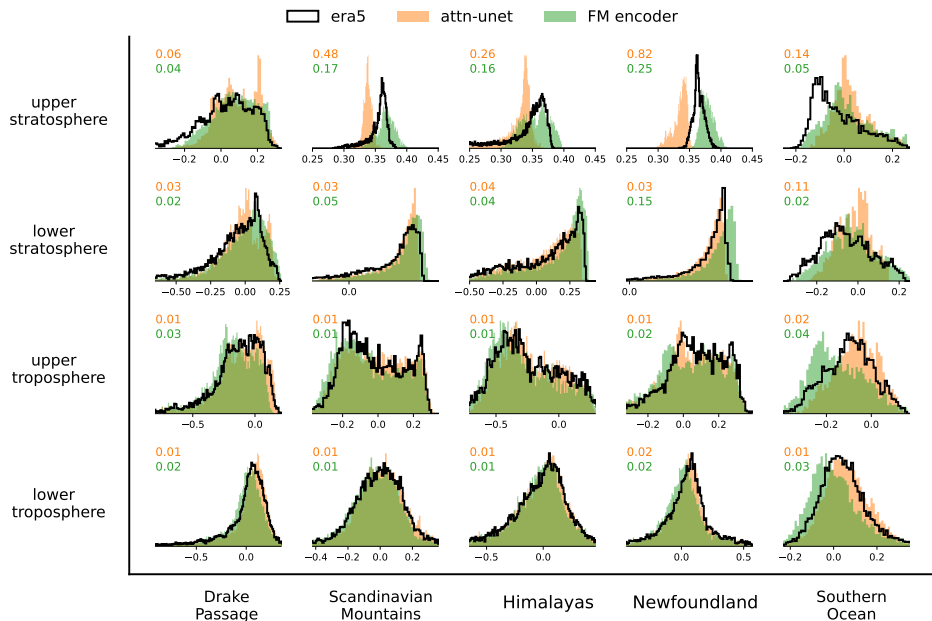 era5 attn-unet FM encoder
upper
stratosphere
0.06
0.04
−0.2 0.0 0.2
0.48
0.17
0.25 0.30 0.35 0.40 0.45
0.26
0.16
0.25 0.30 0.35 0.40 0.45
0.82
0.25
0.25 0.30 0.35 0.40 0.45
0.14
0.05
−0.2 0.0 0.2
lower
stratosphere
0.03
0.02
−0.50 −0.25 0.00 0.25
0.03
0.05
0.0
0.04
0.04
−0.50 −0.25 0.00 0.25
0.03
0.15
0.0
0.11
0.02
−0.2 0.0 0.2
upper
troposphere
0.01
0.03
−0.5 0.0
0.01
0.01
−0.2 0.0 0.2
0.01
0.01
−0.5 0.0
0.01
0.02
−0.2 0.0 0.2
0.02
0.04
−0.2 0.0
lower
troposphere
0.01
0.02
−0.5 0.0
0.01
0.01
−0.4 −0.2 0.0 0.2
0.01
0.01
−0.5 0.0
0.02
0.02
0.0 0.5
0.01
0.03
−0.2 0.0 0.2
Drake
Passage
Scandinavian
Mountains
Himalayas
Newfoundland
Southern
Ocean